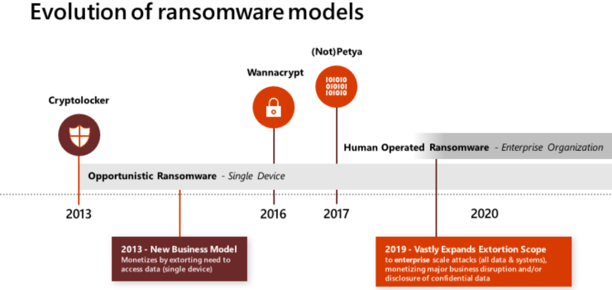 Evolution of ransomware models
(Not)Petya
Wannacrypt
Cryptolocker
01010
010101
101010
Human Operated Ransomware - Enterprise Organization
Opportunistic Ransomware - Single Device
2013
2016
2017
2020
2013 - New Business Model
Monetizes by extorting need to
access data (single device)
2019 - Vastly Expands Extortion Scope
to enterprise scale attacks (all data & systems),
monetizing major business disruption and/or
disclosure of confidential data